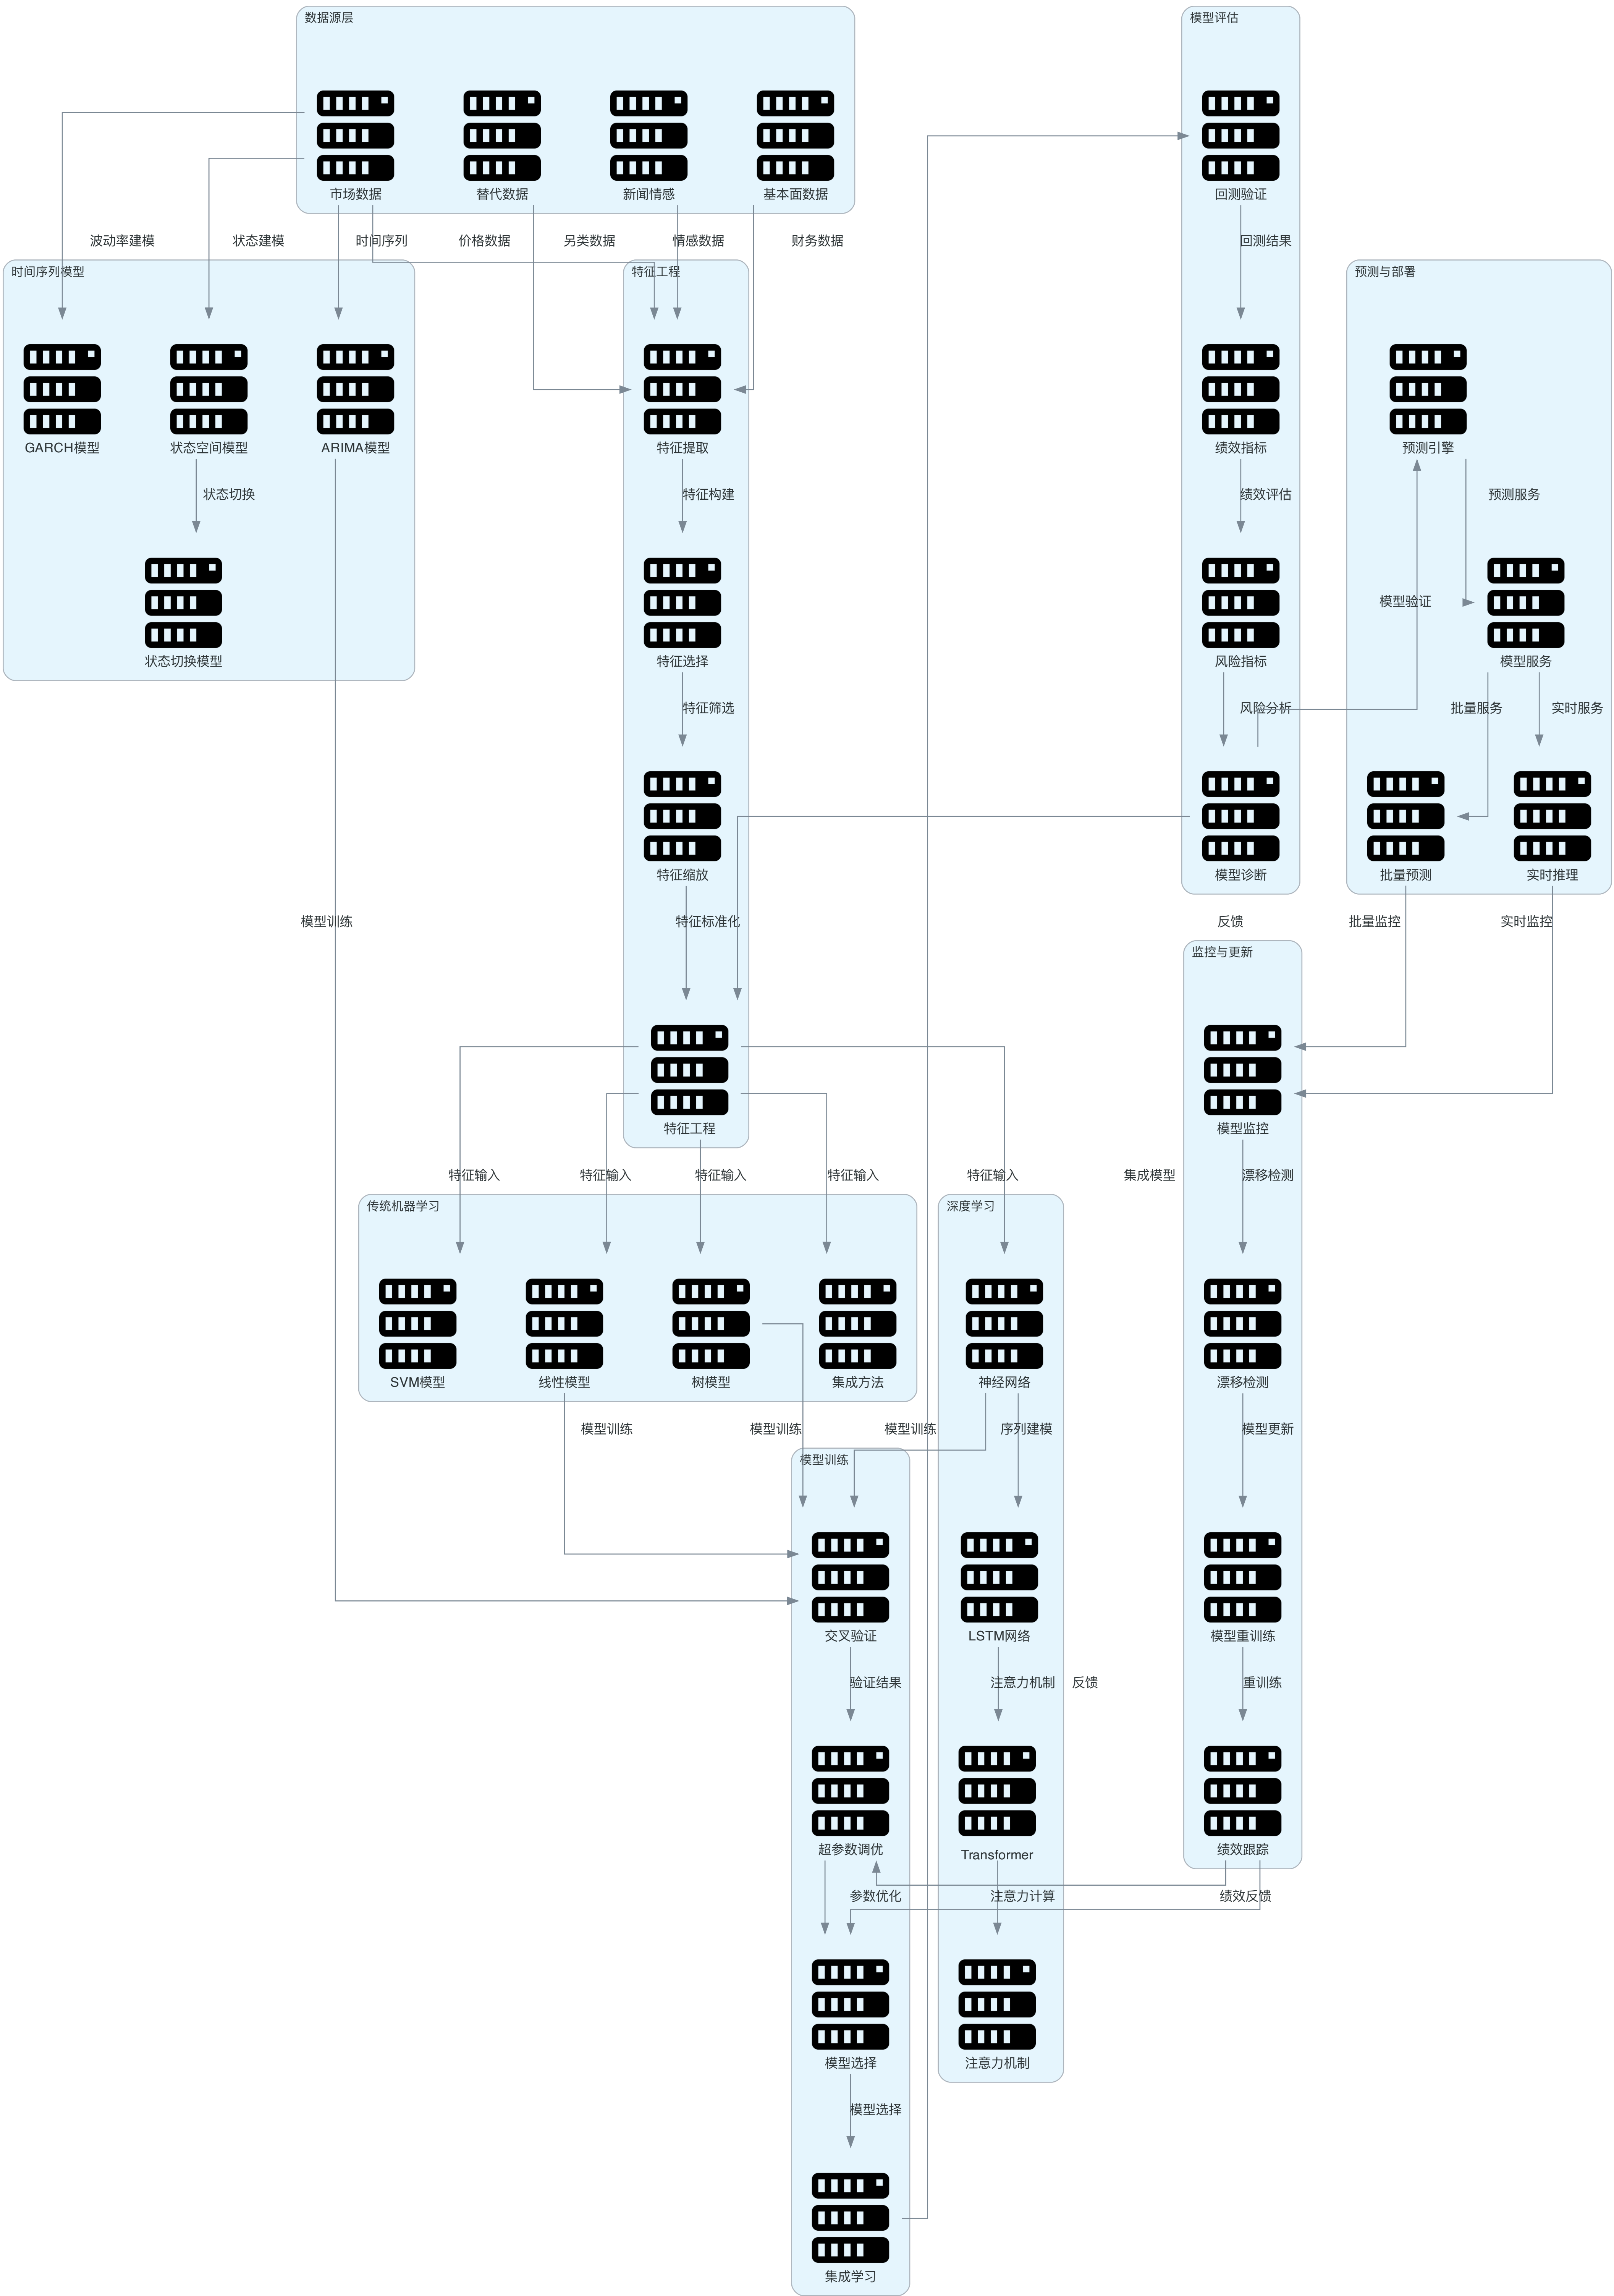 数据源层
模型评估
市场数据
替代数据
新闻情感
基本面数据
回测验证
波动率建模
状态建模
时间序列
价格数据
另类数据
情感数据
财务数据
回测结果
时间序列模型
特征工程
预测与部署
GARCH模型
状态空间模型
ARIMA模型
特征提取
绩效指标
预测引擎
状态切换
特征构建
绩效评估
预测服务
模型验证
状态切换模型
特征选择
风险指标
模型服务
特征筛选
风险分析
批量服务
实时服务
特征缩放
模型诊断
批量预测
实时推理
模型训练
特征标准化
反馈
批量监控
实时监控
监控与更新
特征工程
模型监控
特征输入
特征输入
特征输入
特征输入
特征输入
集成模型
漂移检测
传统机器学习
深度学习
SVM模型
线性模型
树模型
集成方法
神经网络
漂移检测
模型训练
模型训练
模型训练
序列建模
模型更新
模型训练
交叉验证
LSTM网络
模型重训练
验证结果
注意力机制
反馈
重训练
超参数调优
Transformer
绩效跟踪
参数优化
注意力计算
绩效反馈
模型选择
注意力机制
模型选择
集成学习